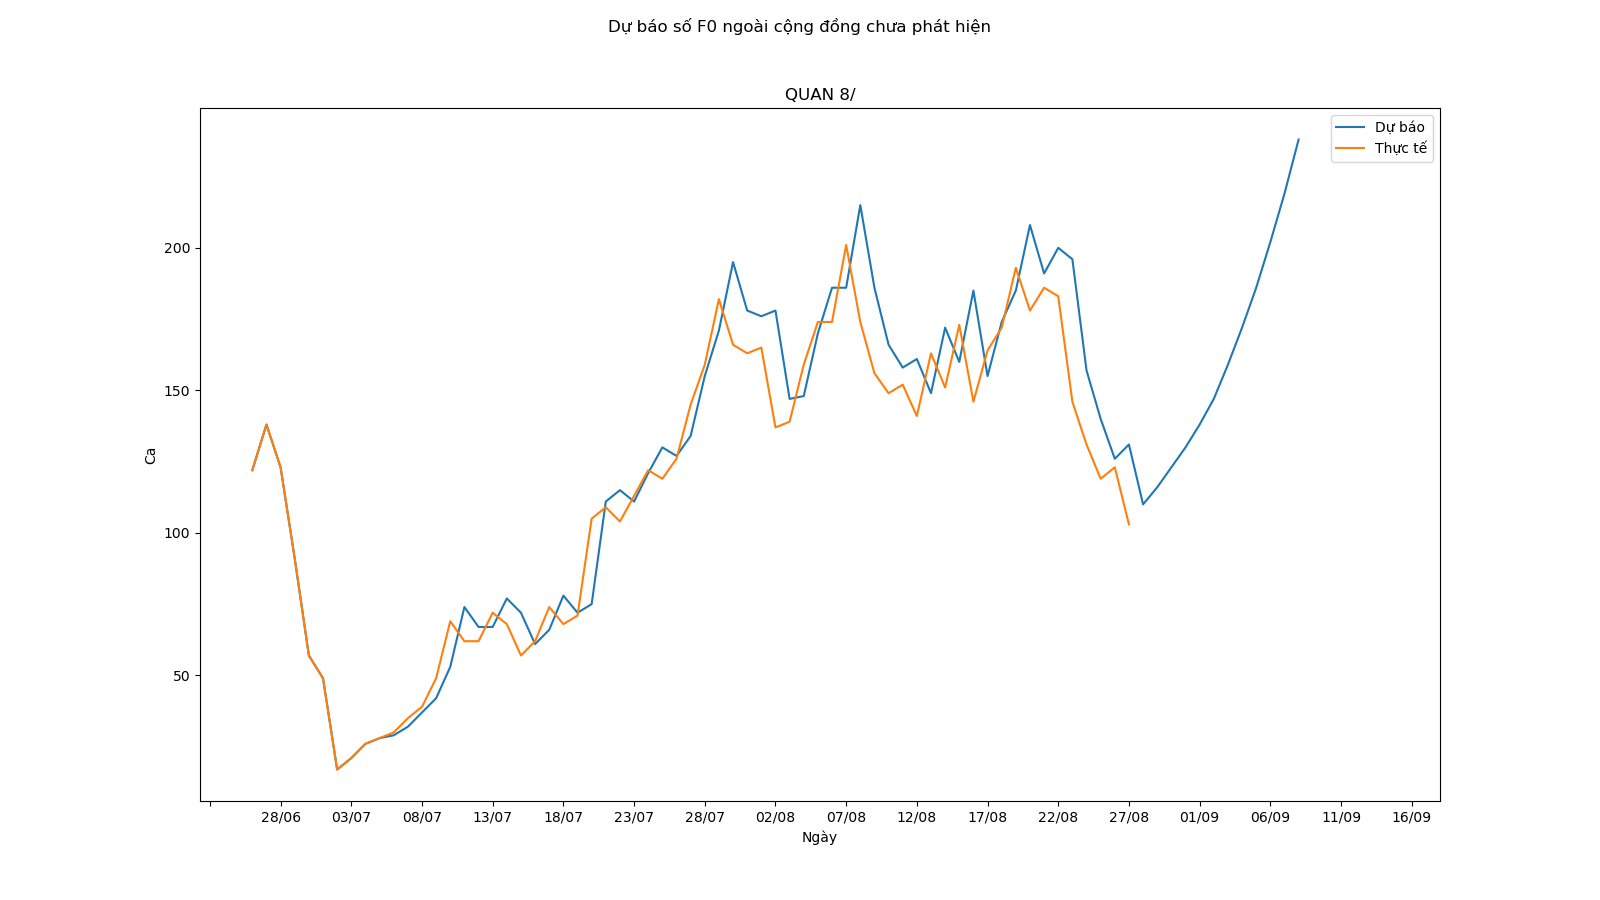 Dự báo số F0 ngoài cộng đồng chưa phát hiện
QUAN 8/
Dự báo
Thực tế
Ca
200
150
100
50
28/06 03/07 08/07 13/07 18/07 23/07 28/07 02/08 07/08 12/08 17/08 22/08 27/08 01/09 06/09 11/09 16/09
Ngày